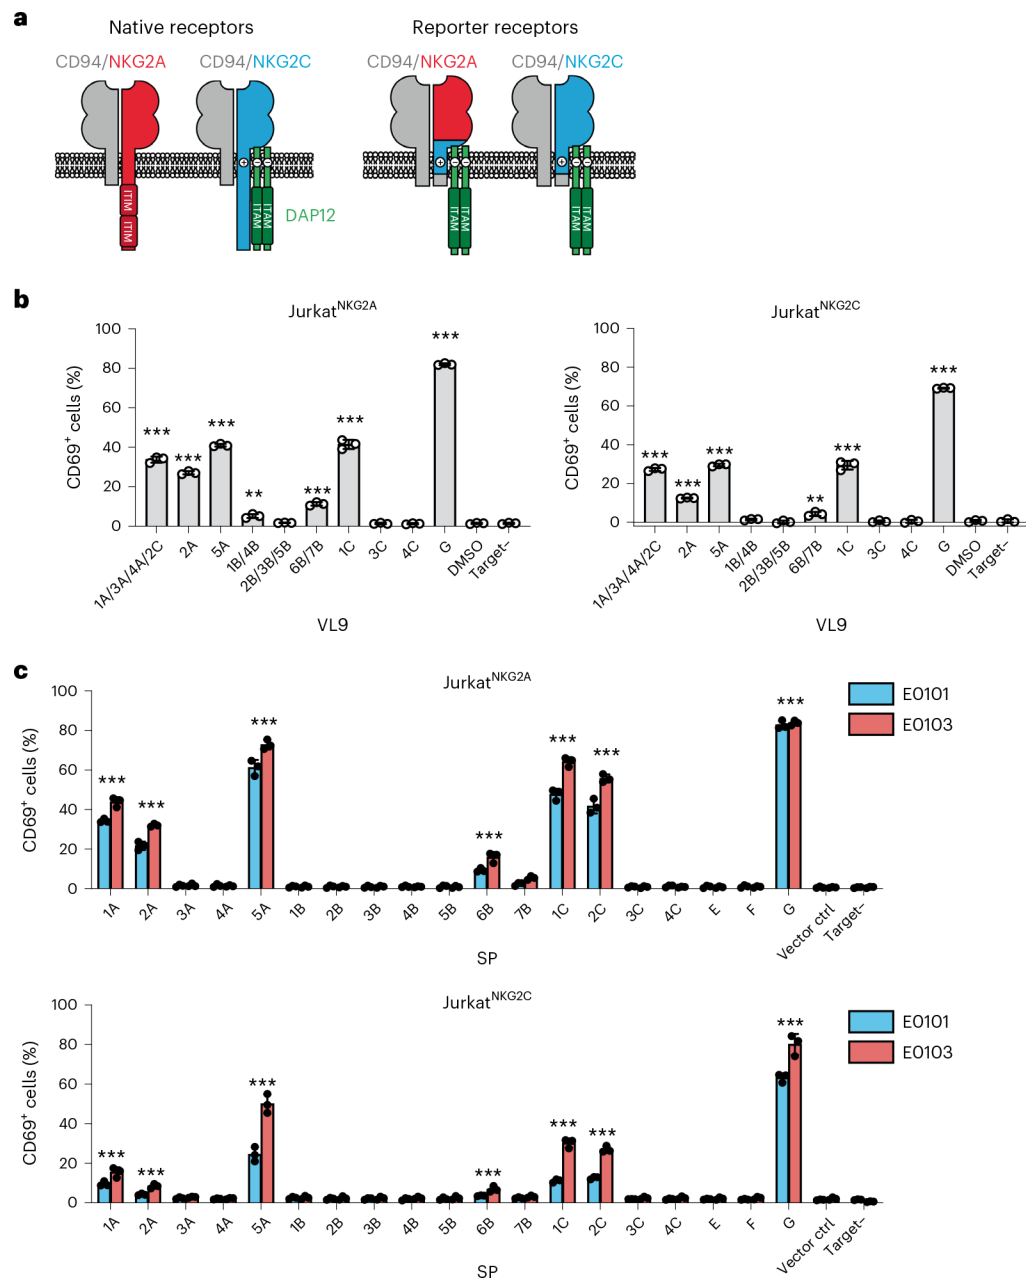 a
Native receptors
Reporter receptors
CD94/NKG2A
CD94/NKG2C
CD94/NKG2A
CD94/NKG2C
+
−
−
+
−
−
+
−
−
ITIM
ITIM
ITAM
ITAM
DAP12
ITAM
ITAM
ITAM
ITAM
b
JurkatNKG2A
CD69+ cells (%)
100
80
60
40
20
0
***
***
***
**
***
***
***
1A/3A/4A/2C
2A
5A
1B/4B
2B/3B/5B
6B/7B
1C
3C
4C
G
DMSO
Target−
VL9
JurkatNKG2C
CD69+ cells (%)
100
80
60
40
20
0
***
***
***
**
***
***
1A/3A/4A/2C
2A
5A
1B/4B
2B/3B/5B
6B/7B
1C
3C
4C
G
DMSO
Target−
VL9
c
JurkatNKG2A
E0101
E0103
CD69+ cells (%)
100
80
60
40
20
0
***
***
***
***
***
***
***
1A
2A
3A
4A
5A
1B
2B
3B
4B
5B
6B
7B
1C
2C
3C
4C
E
F
G
Vector ctrl
Target−
SP
JurkatNKG2C
E0101
E0103
CD69+ cells (%)
100
80
60
40
20
0
***
***
***
***
***
***
***
1A
2A
3A
4A
5A
1B
2B
3B
4B
5B
6B
7B
1C
2C
3C
4C
E
F
G
Vector ctrl
Target−
SP